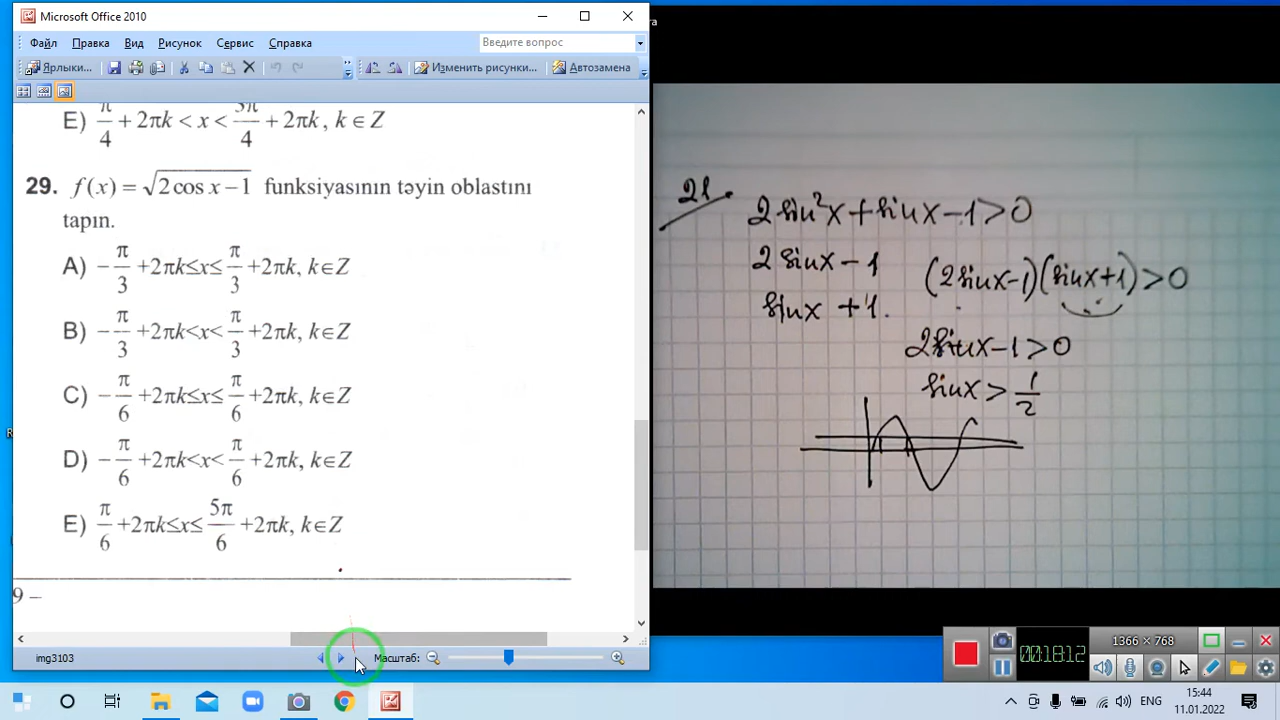 Microsoft Office 2010
Файл Правка Вид Рисунок Сервис Справка
Введите вопрос
Ярлыки...
Изменить рисунки...
Автозамена
E) π/4 + 2πk < x < 3π/4 + 2πk, k ∈ Z
29. f(x) = √(2 cos x – 1) funksiyasının təyin oblastını
tapın.
A) – π/3 +2πk≤x≤ π/3 +2πk, k∈Z
B) – π/3 +2πk<x< π/3 +2πk, k∈Z
C) – π/6 +2πk≤x≤ π/6 +2πk, k∈Z
D) – π/6 +2πk<x< π/6 +2πk, k∈Z
E) π/6 +2πk≤x≤ 5π/6 +2πk, k∈Z
9 –
img3103
Масштаб:
21.
2sin²x+sinx-1>0
2sinx-1
(2sinx-1)(sinx+1)>0
sinx +1.
2sinx-1>0
sinx > 1/2
1366 × 768
00:18:12
ENG
15:44
11.01.2022